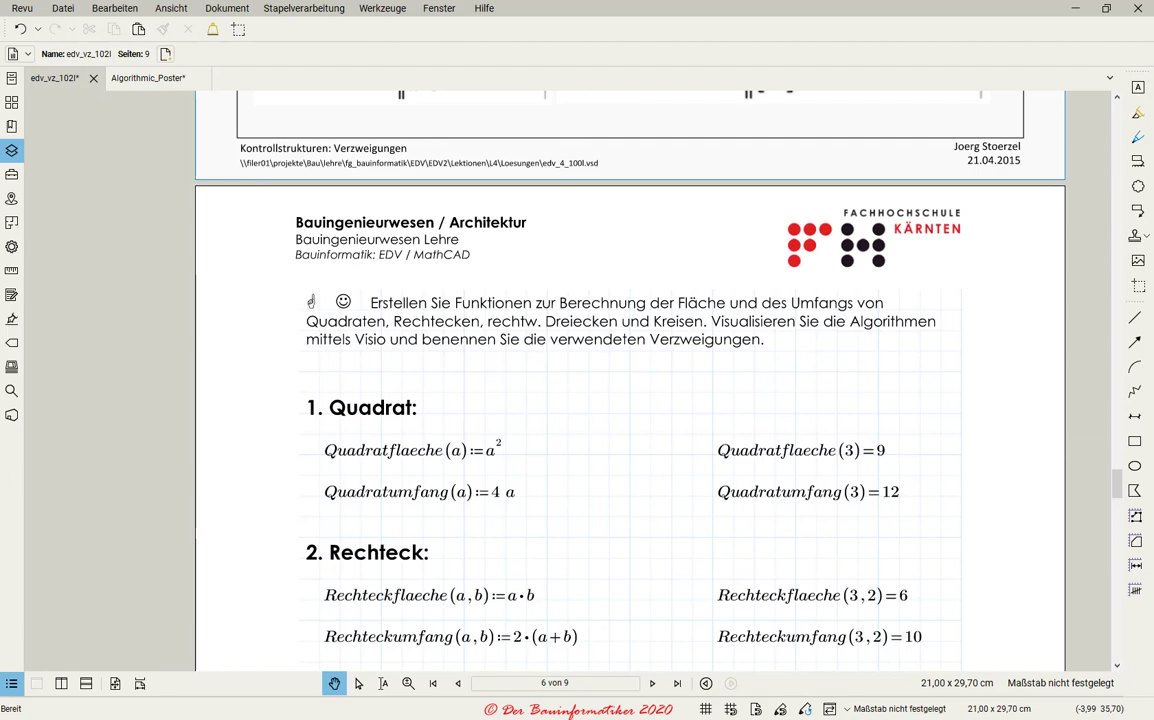 Revu Datei Bearbeiten Ansicht Dokument Stapelverarbeitung Werkzeuge Fenster Hilfe
Name: edv_vz_102l Seiten: 9
edv_vz_102l* Algorithmic_Poster*
Kontrollstrukturen: Verzweigungen
\\filer01\projekte\Bau\lehre\fg_bauinformatik\EDV\EDV2\Lektionen\L4\Loesungen\edv_4_100l.vsd
Joerg Stoerzel
21.04.2015
Bauingenieurwesen / Architektur
Bauingenieurwesen Lehre
Bauinformatik: EDV / MathCAD
FACHHOCHSCHULE
KÄRNTEN
Erstellen Sie Funktionen zur Berechnung der Fläche und des Umfangs von
Quadraten, Rechtecken, rechtw. Dreiecken und Kreisen. Visualisieren Sie die Algorithmen
mittels Visio und benennen Sie die verwendeten Verzweigungen.
1. Quadrat:
Quadratflaeche(a):=a² Quadratflaeche(3)=9
Quadratumfang(a):=4 a Quadratumfang(3)=12
2. Rechteck:
Rechteckflaeche(a,b):=a•b Rechteckflaeche(3,2)=6
Rechteckumfang(a,b):=2•(a+b) Rechteckumfang(3,2)=10
6 von 9
21,00 x 29,70 cm Maßstab nicht festgelegt
Bereit
© Der Bauinformatiker 2020
Maßstab nicht festgelegt 21,00 x 29,70 cm (-3,99 35,70)